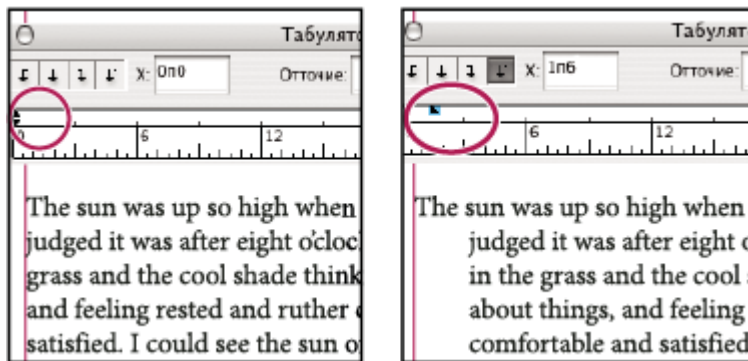 Табулято
X: 0п0 Отточие:
0 6 12
The sun was up so high when
judged it was after eight o'cloc
grass and the cool shade think
and feeling rested and ruther
satisfied. I could see the sun o
Табулят
X: 1п6 Отточие:
6 12
The sun was up so high when
judged it was after eight
in the grass and the cool
about things, and feeling
comfortable and satisfied